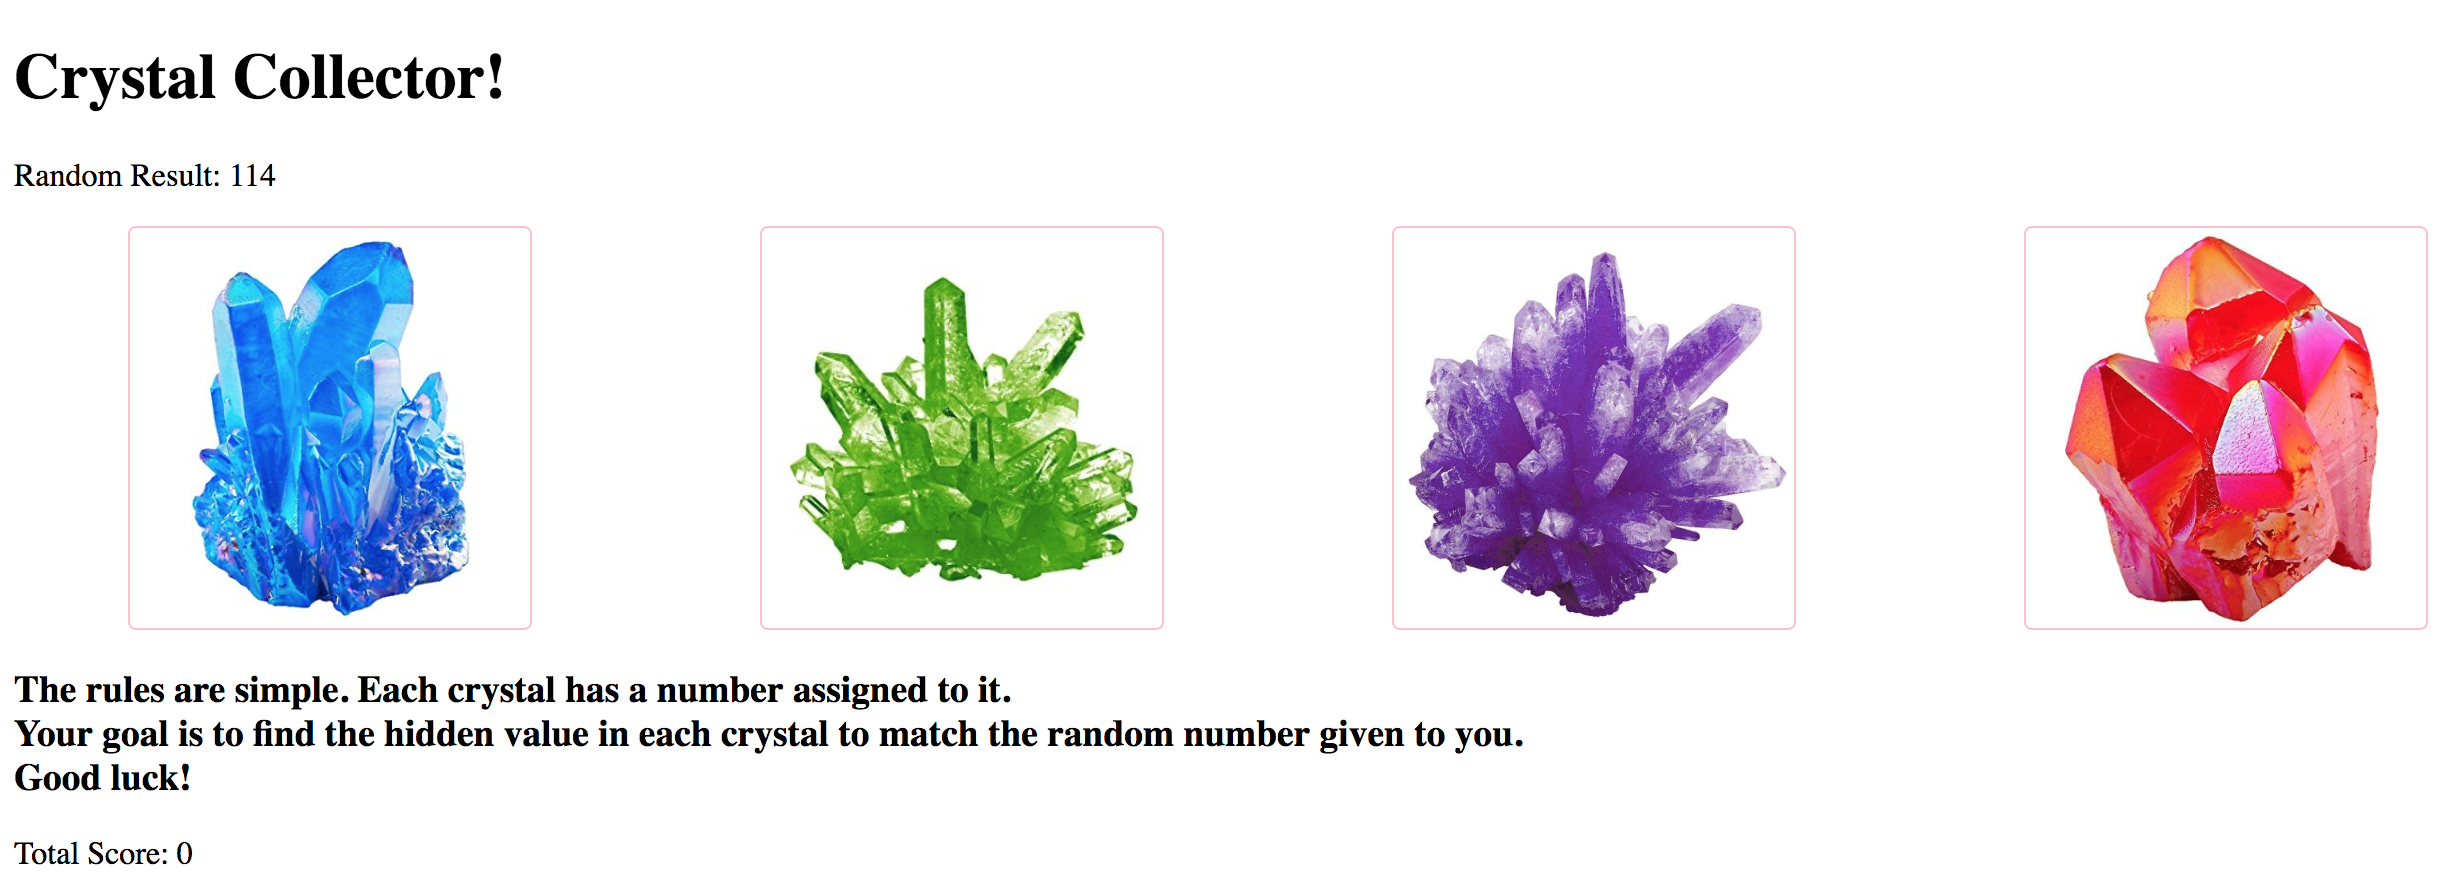 Crystal Collector!
Random Result: 114
The rules are simple. Each crystal has a number assigned to it.
Your goal is to find the hidden value in each crystal to match the random number given to you.
Good luck!
Total Score: 0